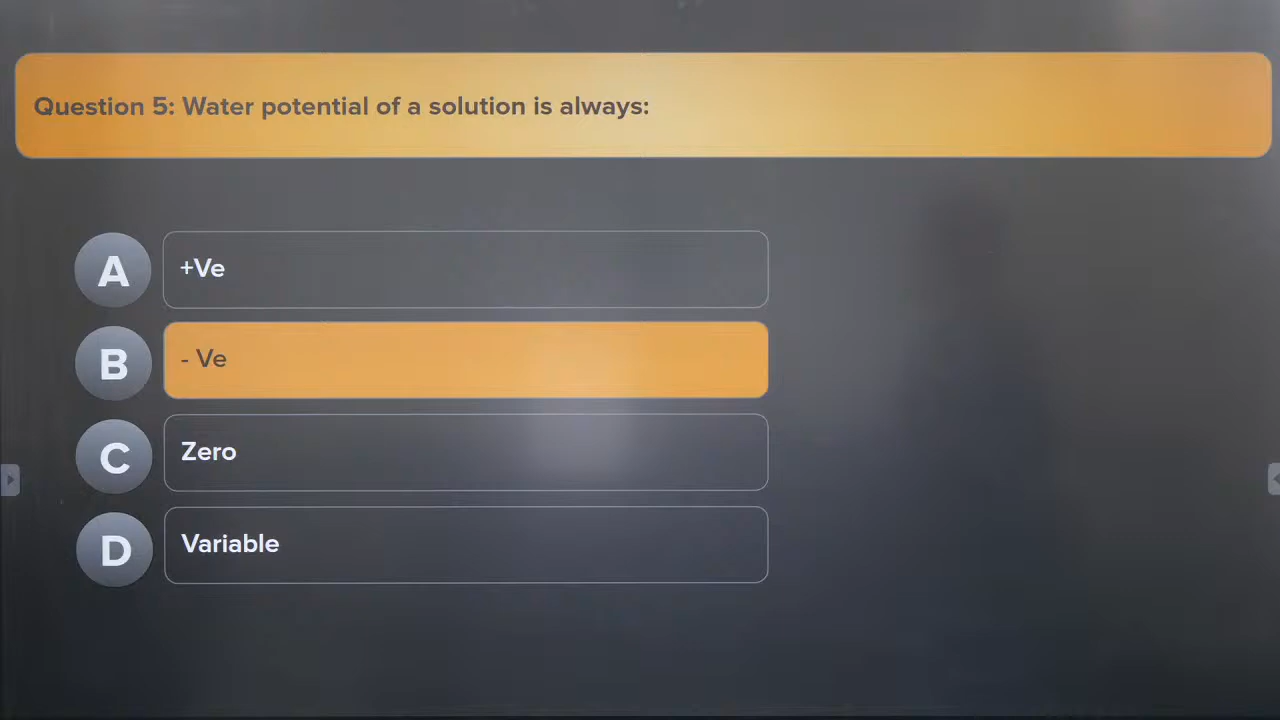 Question 5: Water potential of a solution is always:
A
+Ve
B
- Ve
C
Zero
D
Variable